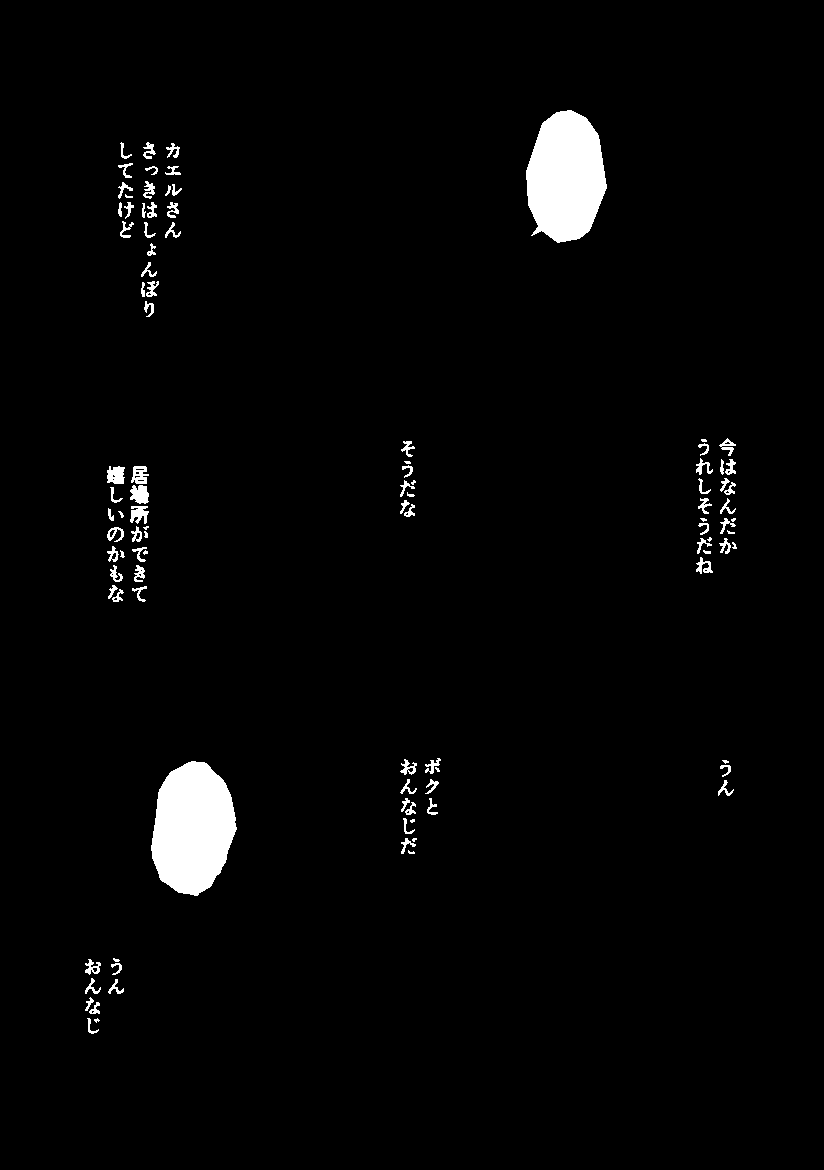 カエルさん
さっきはしょんぼり
してたけど
今はなんだか
うれしそうだね
そうだな
居場所ができて
嬉しいのかもな
うん
ボクと
おんなじだ
うん
おんなじ